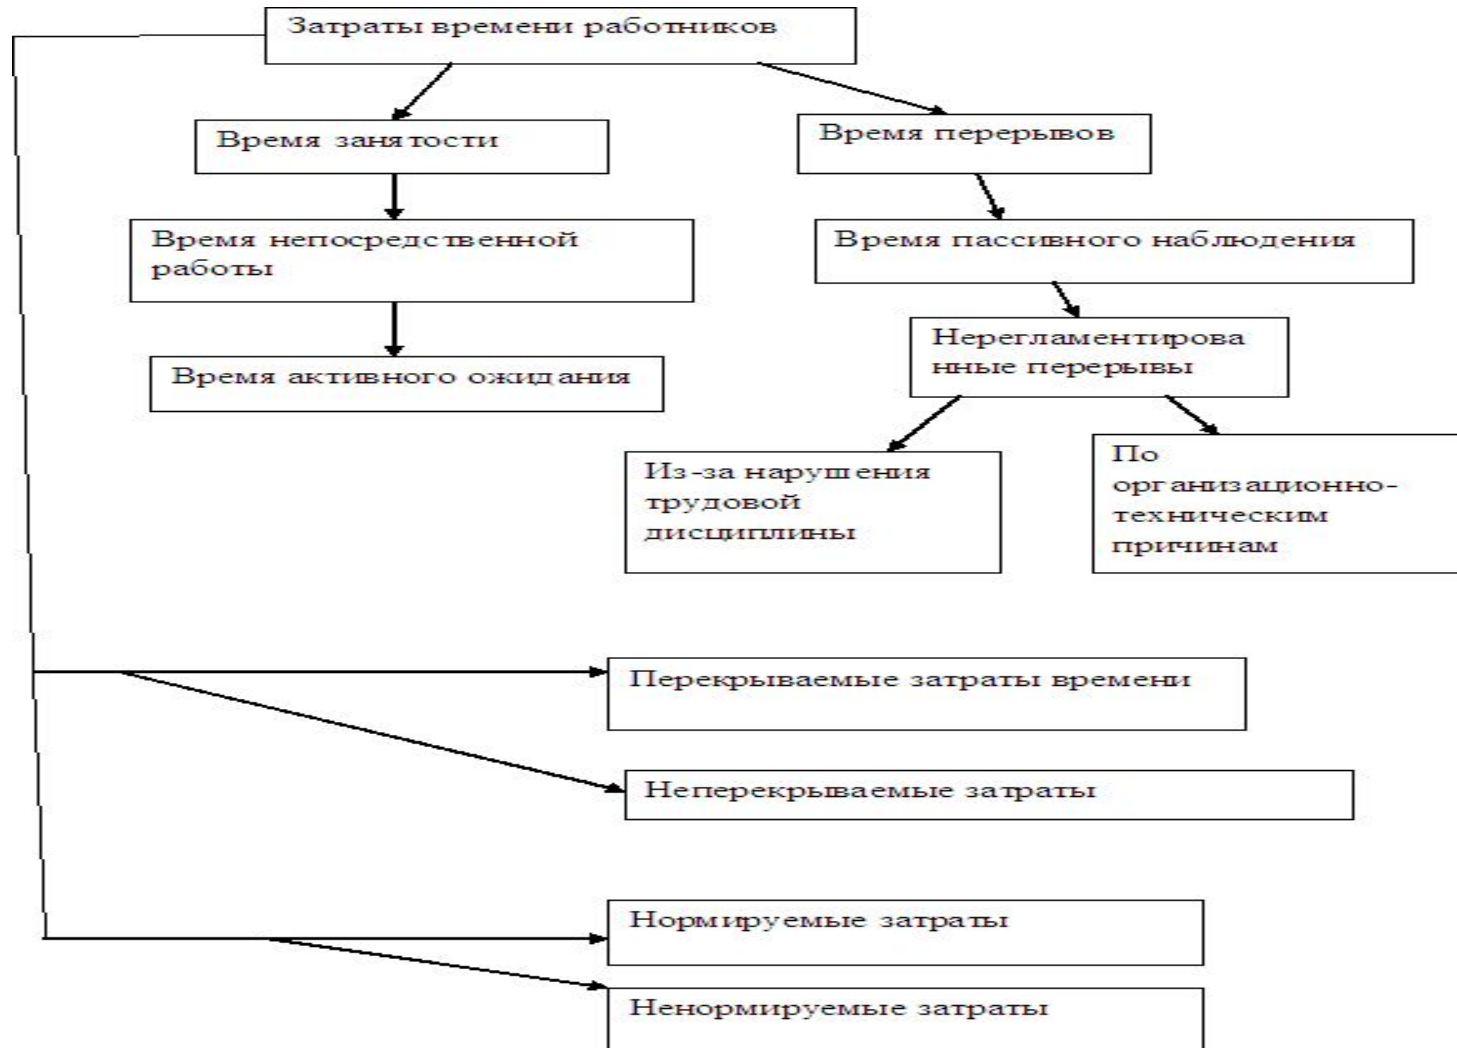 Затраты времени работников
Время занятости
Время перерывов
Время непосредственной
работы
Время пассивного наблюдения
Время активного ожидания
Нерегламентирова
нные перерывы
Из-за нарушения
трудовой
дисциплины
По
организационно-
техническим
причинам
Перекрываемые затраты времени
Неперекрываемые затраты
Нормируемые затраты
Ненормируемые затраты